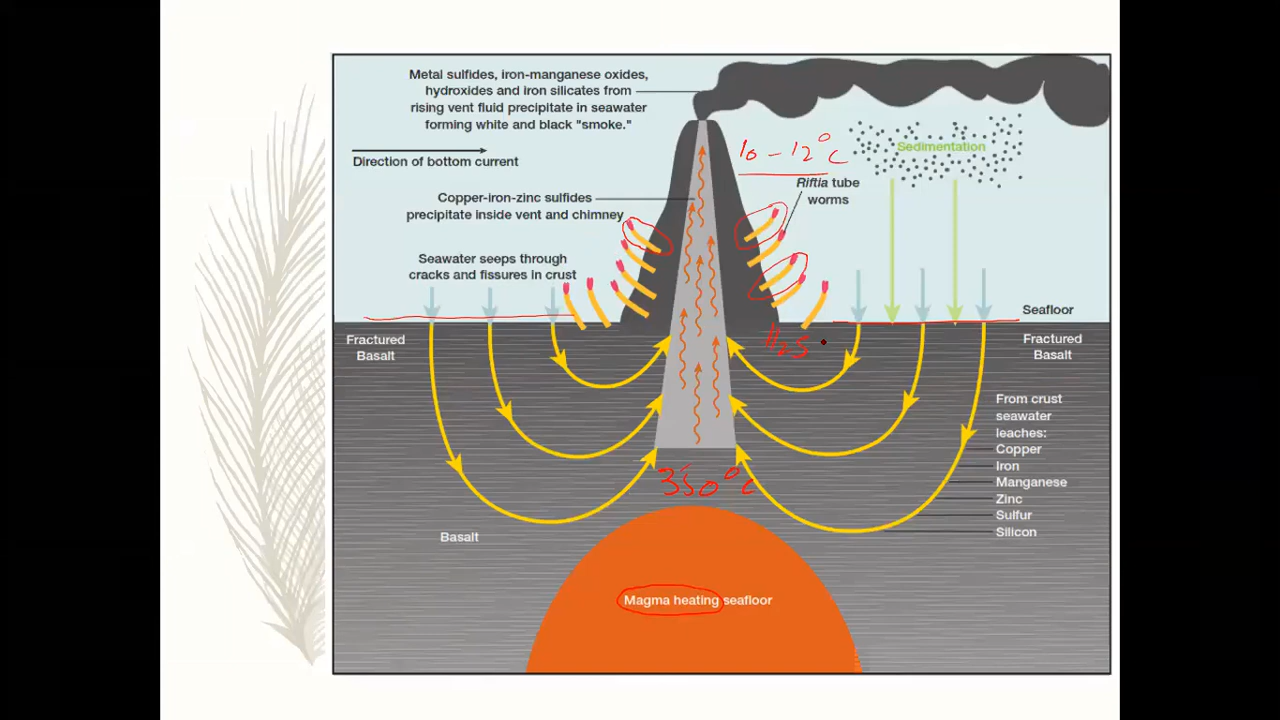 Metal sulfides, iron-manganese oxides,
hydroxides and iron silicates from
rising vent fluid precipitate in seawater
forming white and black "smoke."
Direction of bottom current
10 - 12°C
Sedimentation
Riftia tube
worms
Copper-iron-zinc sulfides
precipitate inside vent and chimney
Seawater seeps through
cracks and fissures in crust
Seafloor
Fractured
Basalt
H2S
Fractured
Basalt
From crust
seawater
leaches:
Copper
Iron
Manganese
Zinc
Sulfur
Silicon
350°C
Basalt
Magma heating seafloor